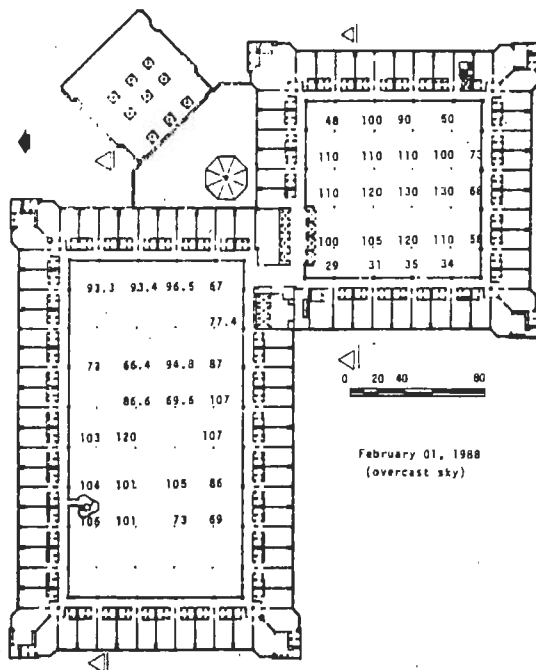 48 100 90 50
110 110 110 100 73
110 120 130 130 68
100 105 120 110 58
29 31 35 34
93.3 93.4 96.5 67
77.4
73 66.4 94.8 87
86.6 69.6 107
103 120 107
104 101 105 86
106 101 73 69
0 20 40 80
February 01, 1988
(overcast sky)